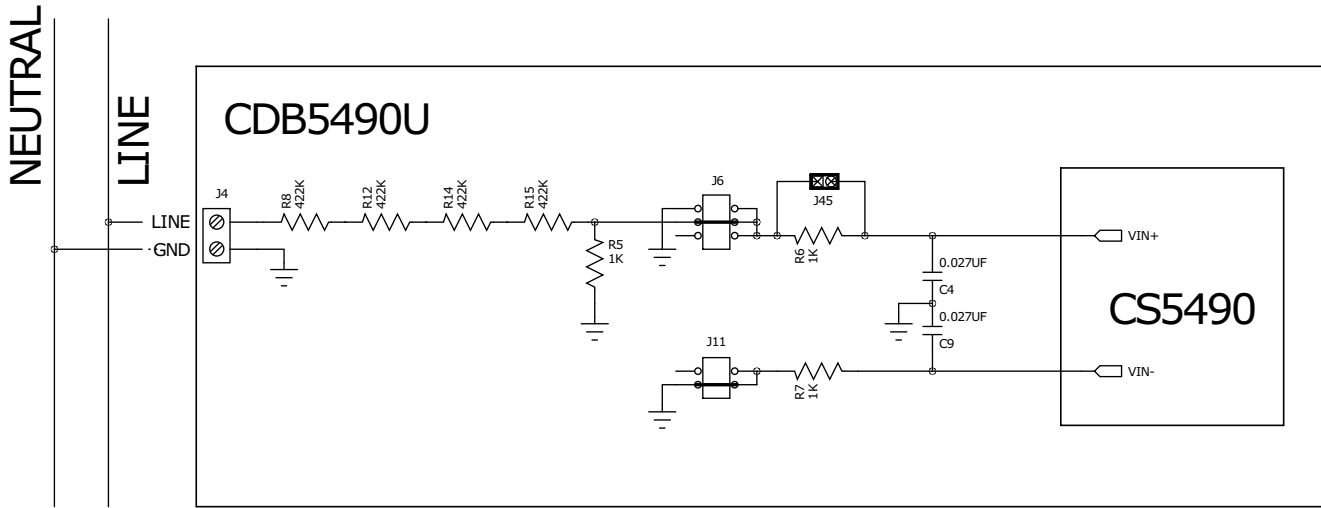 NEUTRAL
LINE
CDB5490U
J4
LINE
GND
R8
422K
R12
422K
R14
422K
R15
422K
R5
1K
J6
J45
R6
1K
VIN+
0.027UF
C4
0.027UF
C9
CS5490
J11
R7
1K
VIN-